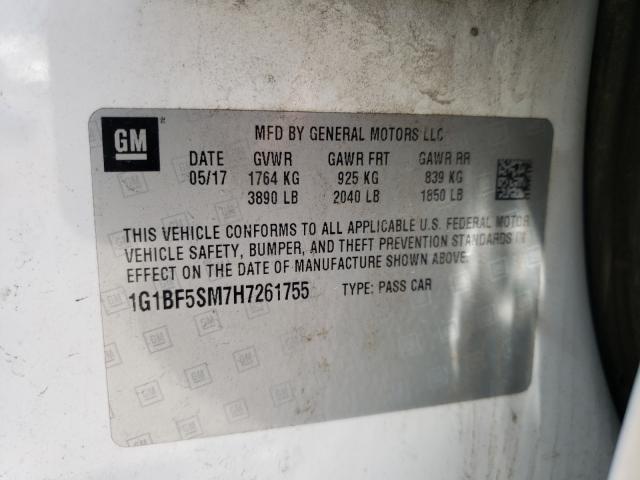 GM
MFD BY GENERAL MOTORS LLC
DATE GVWR GAWR FRT GAWR RR
05/17 1764 KG 925 KG 839 KG
3890 LB 2040 LB 1850 LB
THIS VEHICLE CONFORMS TO ALL APPLICABLE U.S. FEDERAL MOTOR
VEHICLE SAFETY, BUMPER, AND THEFT PREVENTION STANDARDS IN
EFFECT ON THE DATE OF MANUFACTURE SHOWN ABOVE.
1G1BF5SM7H7261755 TYPE: PASS CAR